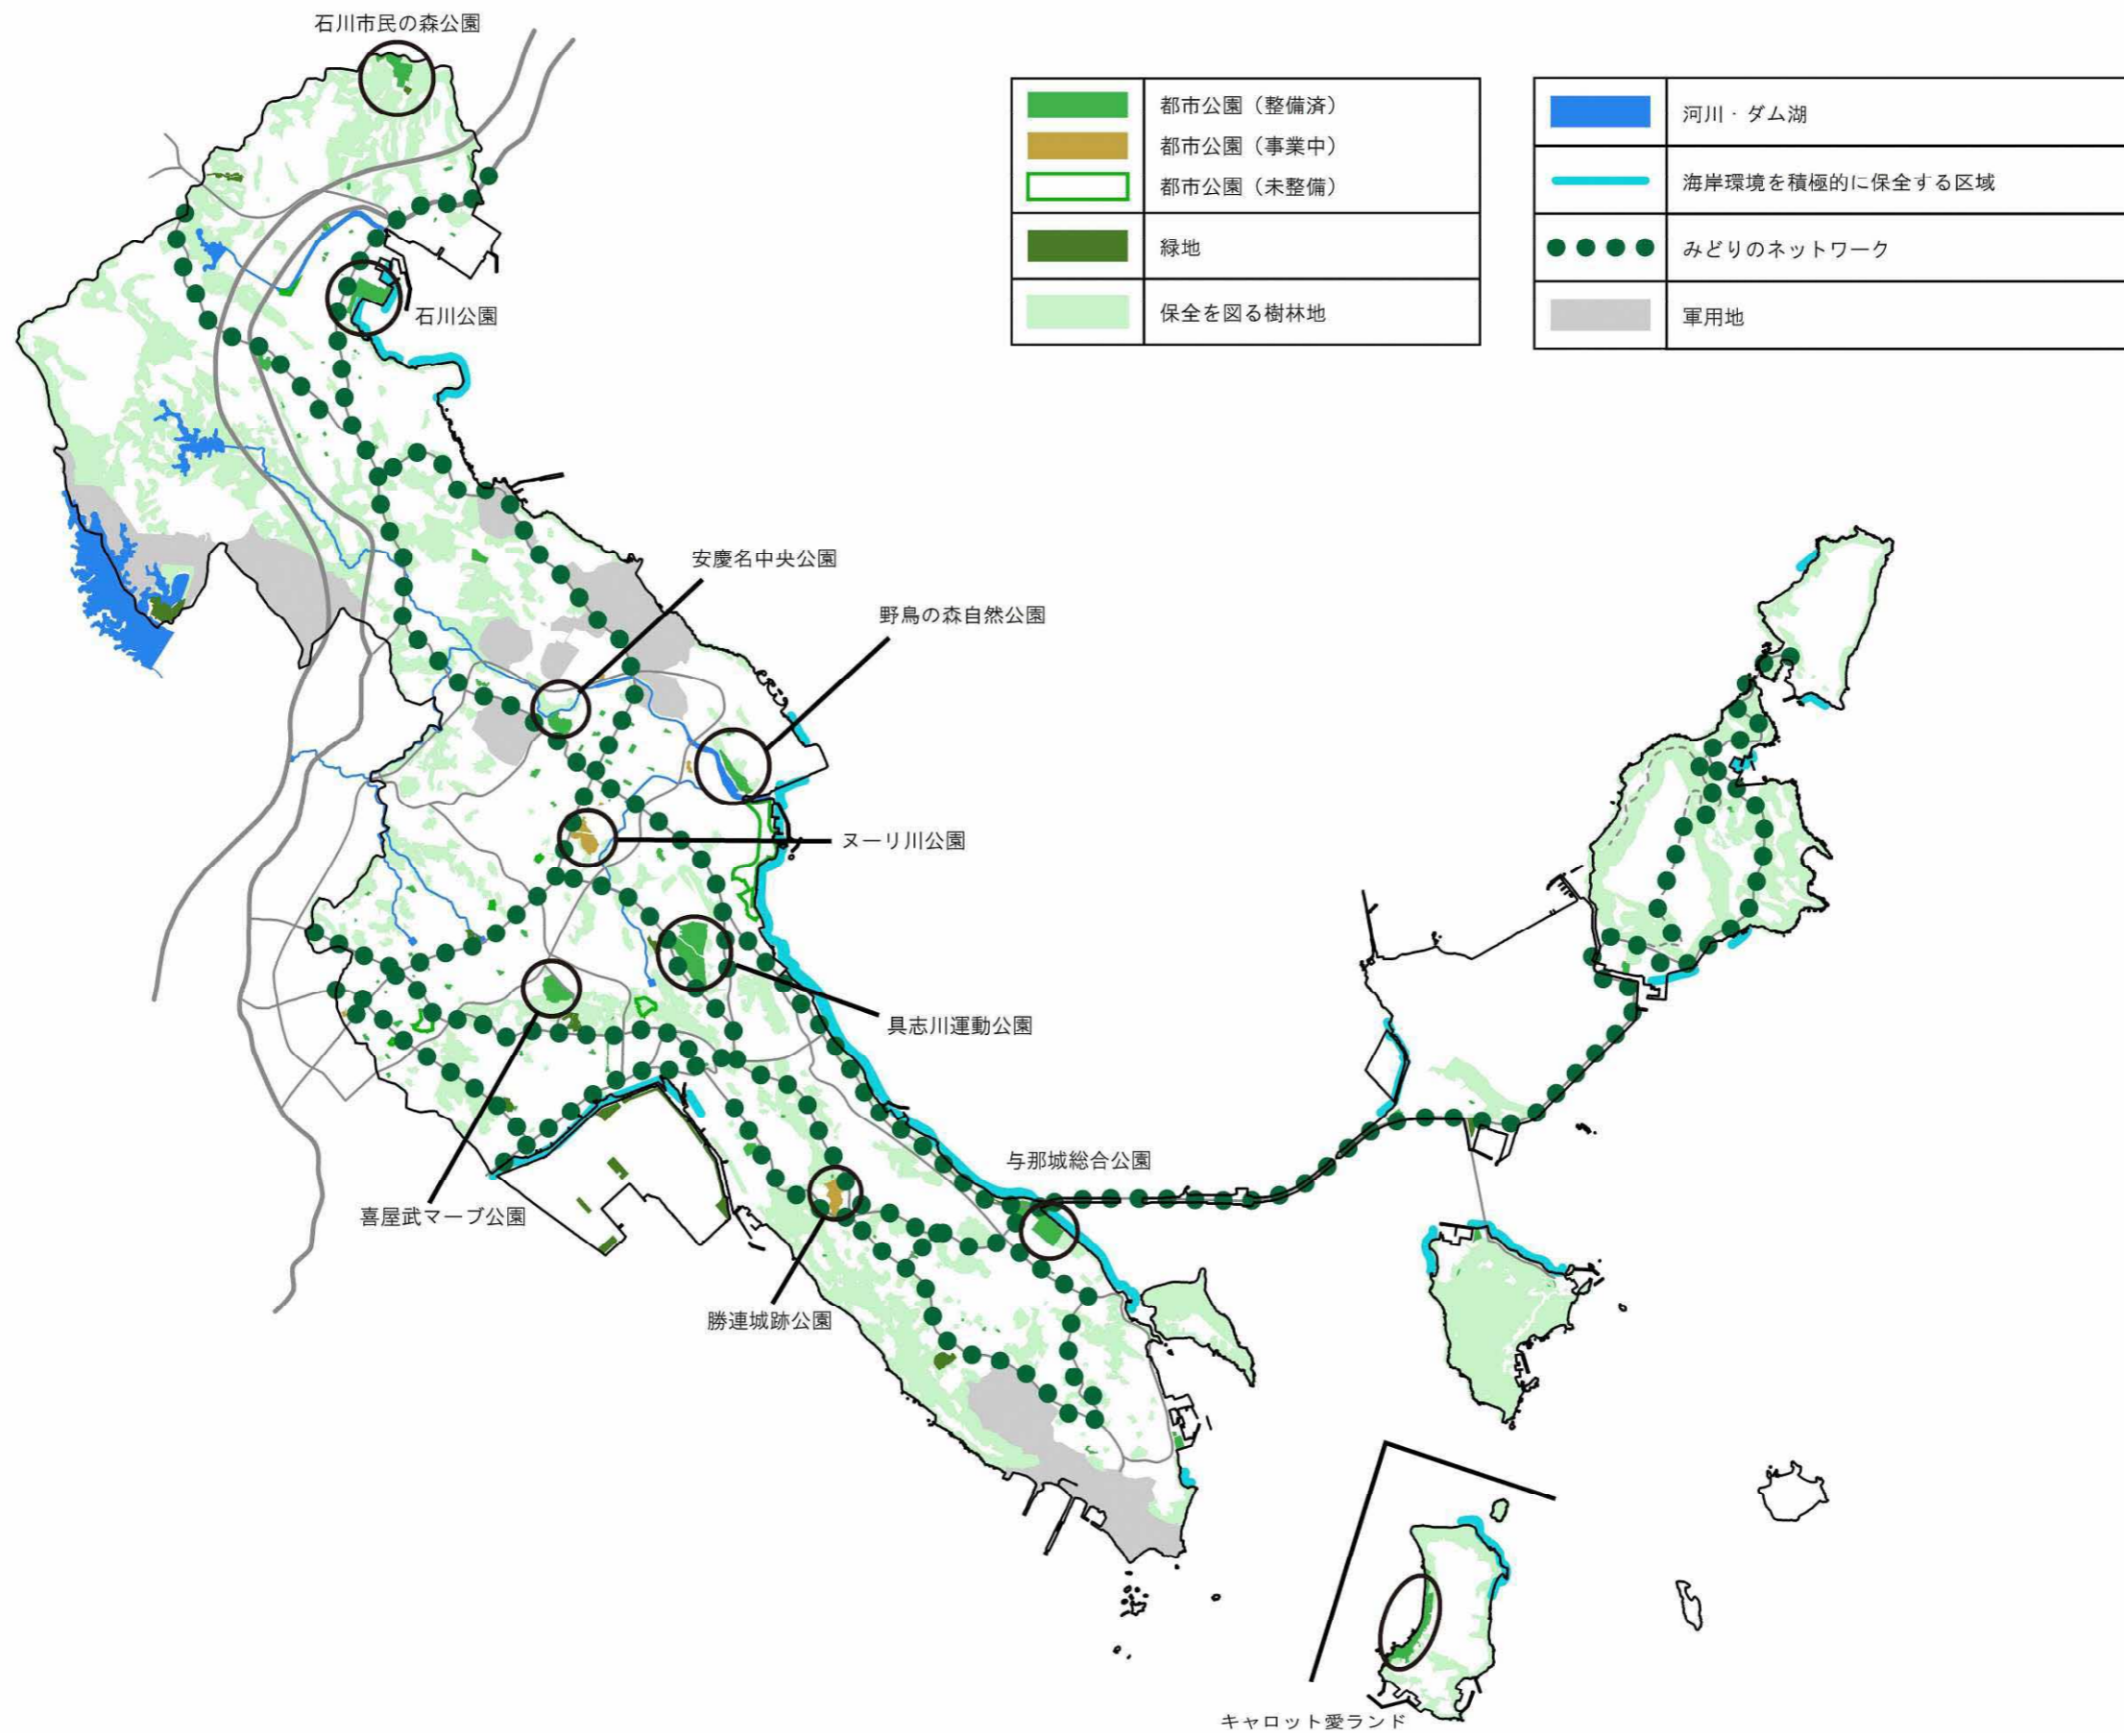 石川市民の森公園
都市公園（整備済）
都市公園（事業中）
都市公園（未整備）
緑地
保全を図る樹林地
河川・ダム湖
海岸環境を積極的に保全する区域
みどりのネットワーク
軍用地
石川公園
安慶名中央公園
野鳥の森自然公園
ヌーリ川公園
具志川運動公園
与那城総合公園
喜屋武マーブ公園
勝連城跡公園
キャロット愛ランド